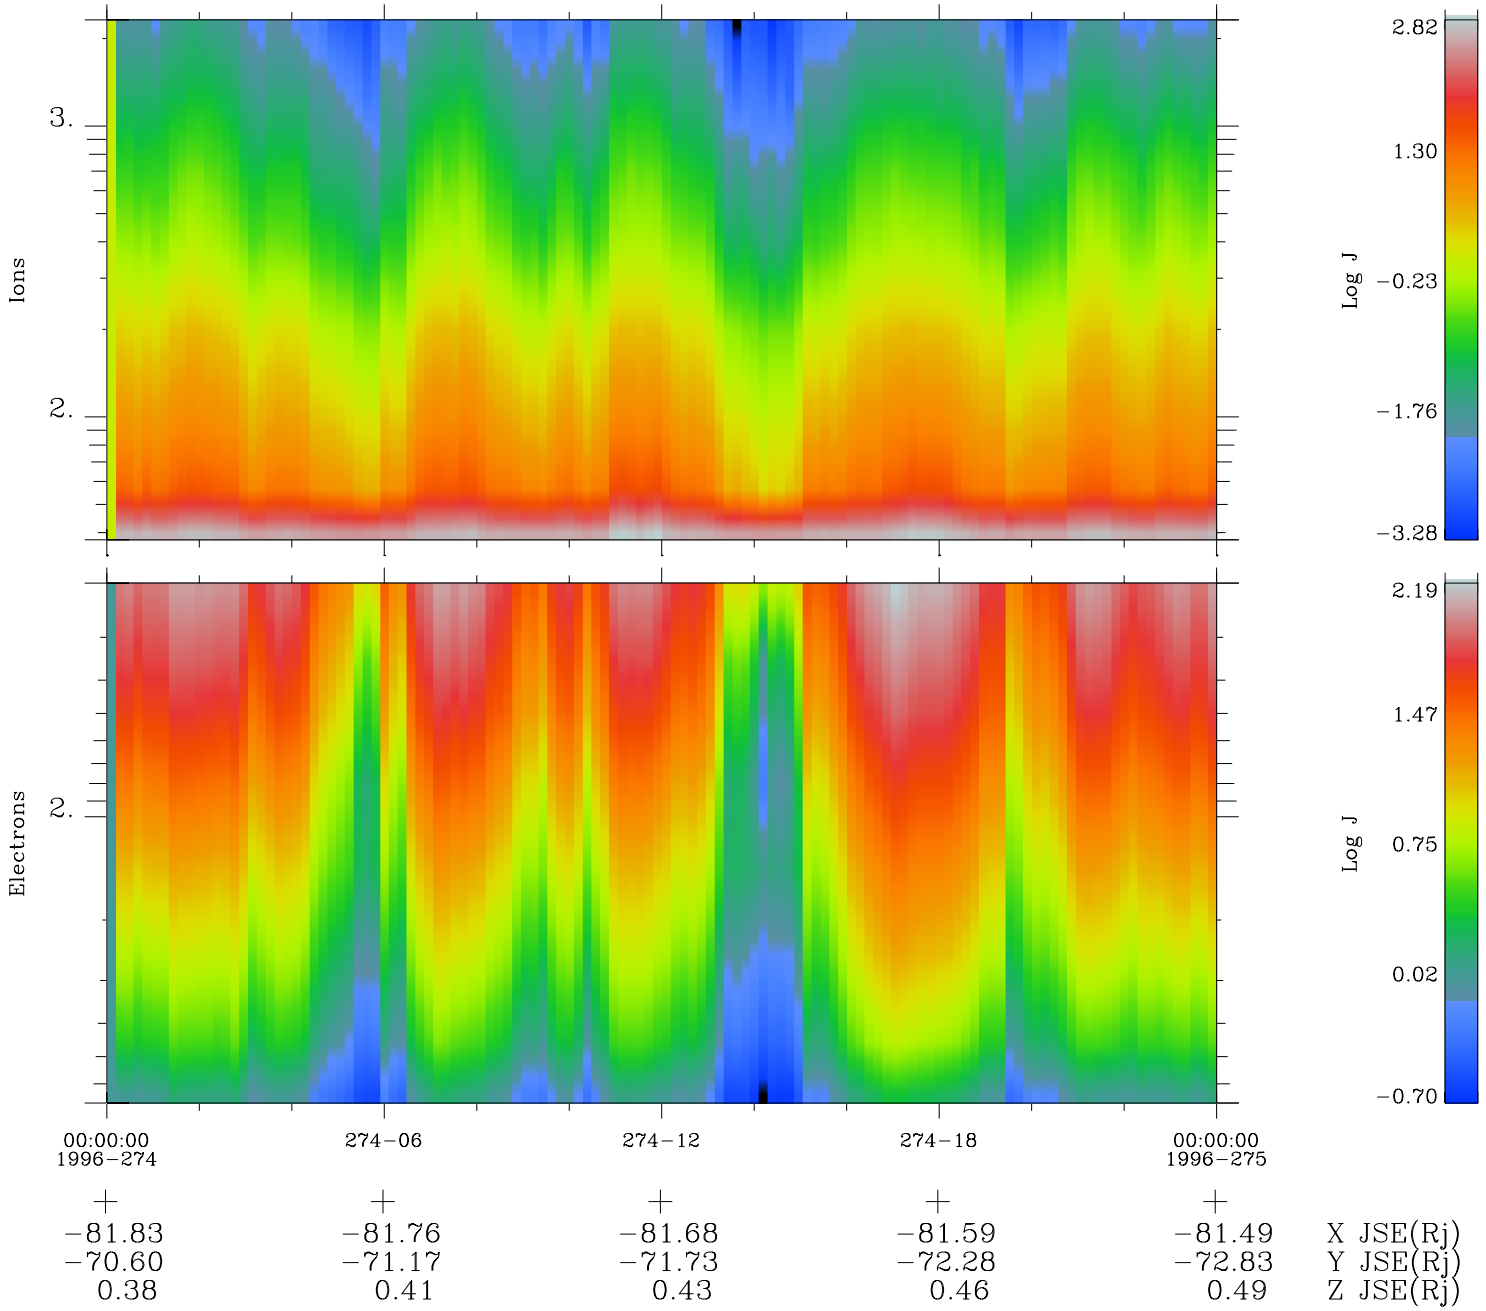 3.
2.
Ions
2.82
1.30
−0.23
−1.76
−3.28
Log J
2.
Electrons
2.19
1.47
0.75
0.02
−0.70
Log J
00:00:00 274−06 274−12 274−18 00:00:00
1996−274 1996−275
−81.83 −81.76 −81.68 −81.59 −81.49 X JSE(Rj)
−70.60 −71.17 −71.73 −72.28 −72.83 Y JSE(Rj)
0.38 0.41 0.43 0.46 0.49 Z JSE(Rj)